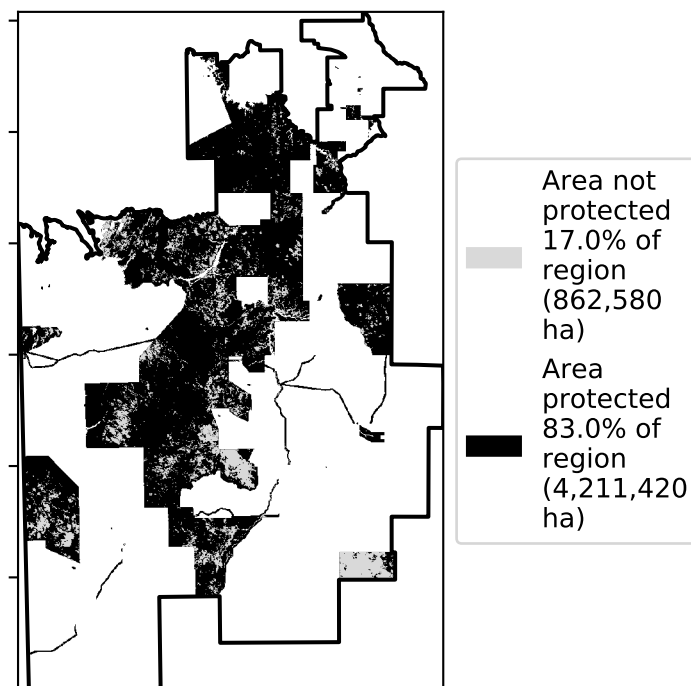 Area not
protected
17.0% of
region
(862,580
ha)
Area
protected
83.0% of
region
(4,211,420
ha)